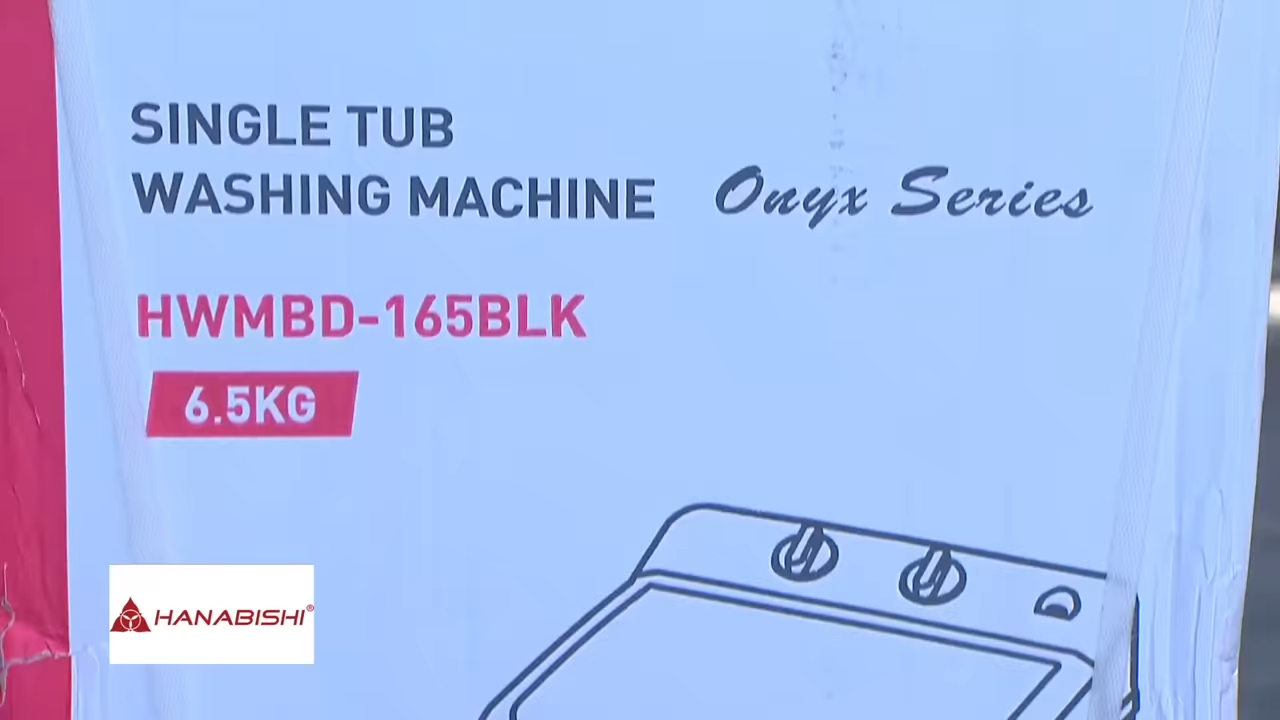 SINGLE TUB
WASHING MACHINE Onyx Series
HWMBD-165BLK
6.5KG
HANABISHI®